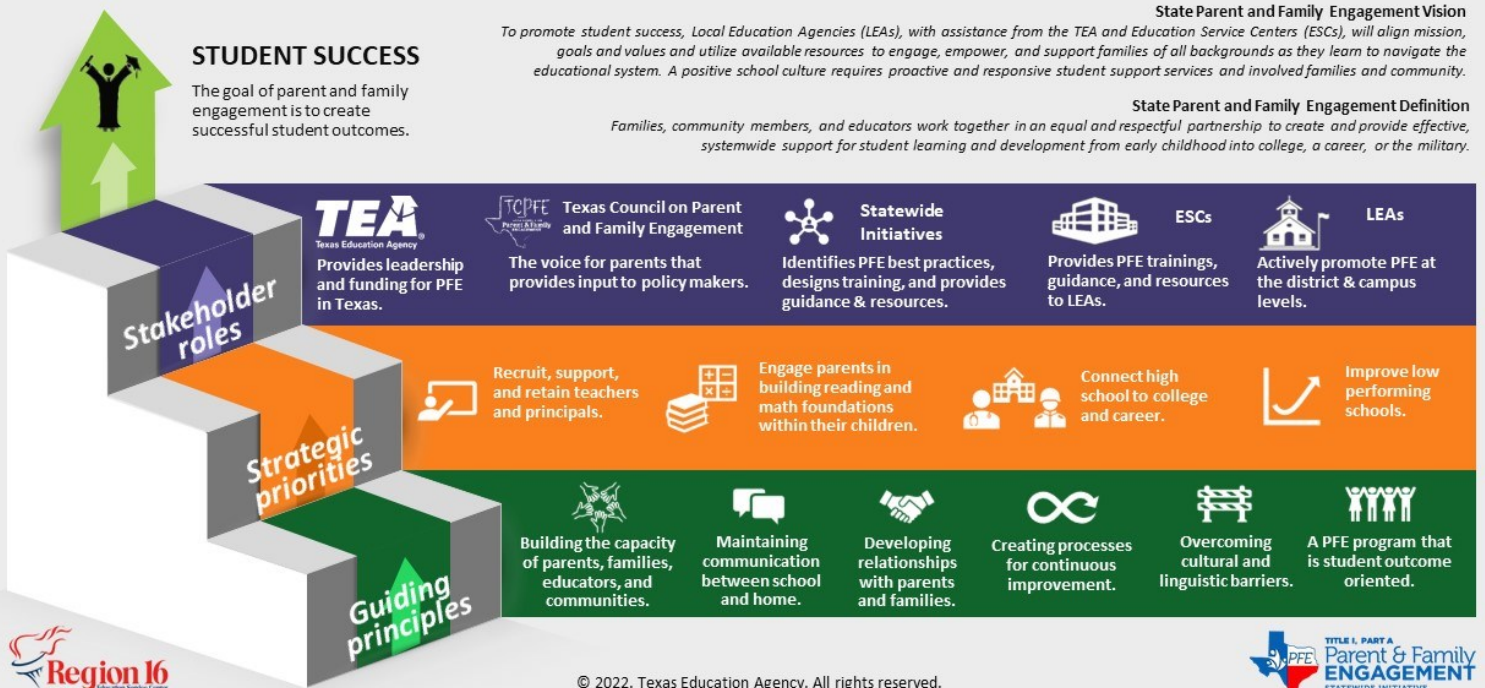 State Parent and Family Engagement Vision
To promote student success, Local Education Agencies (LEAs), with assistance from the TEA and Education Service Centers (ESCs), will align mission,
goals and values and utilize available resources to engage, empower, and support families of all backgrounds as they learn to navigate the
educational system. A positive school culture requires proactive and responsive student support services and involved families and community.
State Parent and Family Engagement Definition
Families, community members, and educators work together in an equal and respectful partnership to create and provide effective,
systemwide support for student learning and development from early childhood into college, a career, or the military.
STUDENT SUCCESS
The goal of parent and family
engagement is to create
successful student outcomes.
Stakeholder
roles
TEA
Texas Education Agency
Provides leadership
and funding for PFE
in Texas.
TCPFE
Parent & Family
ENGAGEMENT
Texas Council on Parent
and Family Engagement
The voice for parents that
provides input to policy makers.
Statewide
Initiatives
Identifies PFE best practices,
designs training, and provides
guidance & resources.
ESCs
Provides PFE trainings,
guidance, and resources
to LEAs.
LEAs
Actively promote PFE at
the district & campus
levels.
Strategic
priorities
Recruit, support,
and retain teachers
and principals.
Engage parents in
building reading and
math foundations
within their children.
Connect high
school to college
and career.
Improve low
performing
schools.
Guiding
principles
Building the capacity
of parents, families,
educators, and
communities.
Maintaining
communication
between school
and home.
Developing
relationships
with parents
and families.
Creating processes
for continuous
improvement.
Overcoming
cultural and
linguistic barriers.
A PFE program that
is student outcome
oriented.
Region 16
Education Service Center
© 2022. Texas Education Agency. All rights reserved.
PFE
TITLE I, PART A
Parent & Family
ENGAGEMENT
STATEWIDE INITIATIVE